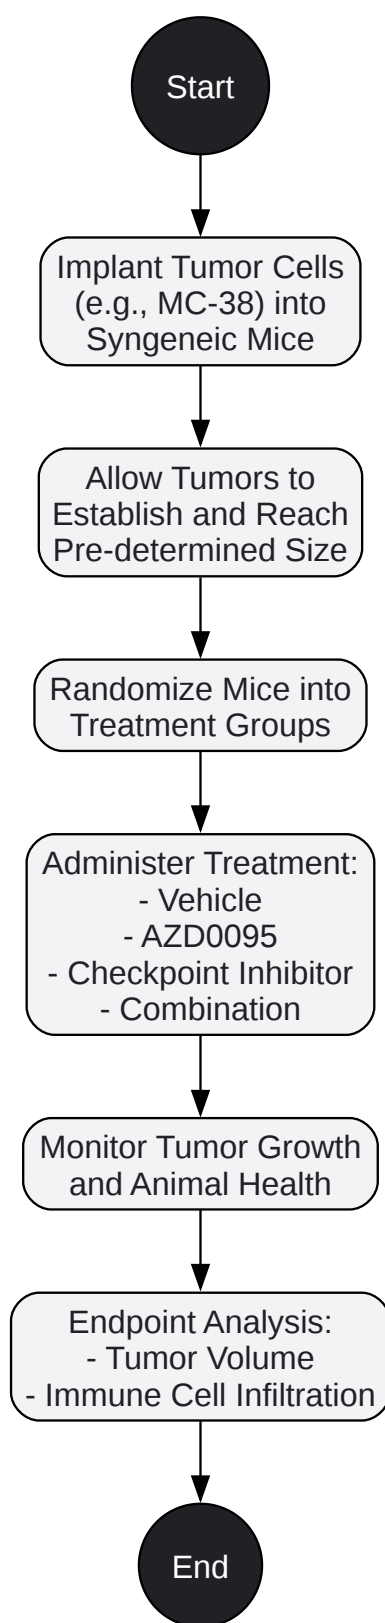 Start
Implant Tumor Cells
(e.g., MC-38) into
Syngeneic Mice
Allow Tumors to
Establish and Reach
Pre-determined Size
Randomize Mice into
Treatment Groups
Administer Treatment:
- Vehicle
- AZD0095
- Checkpoint Inhibitor
- Combination
Monitor Tumor Growth
and Animal Health
Endpoint Analysis:
- Tumor Volume
- Immune Cell Infiltration
End